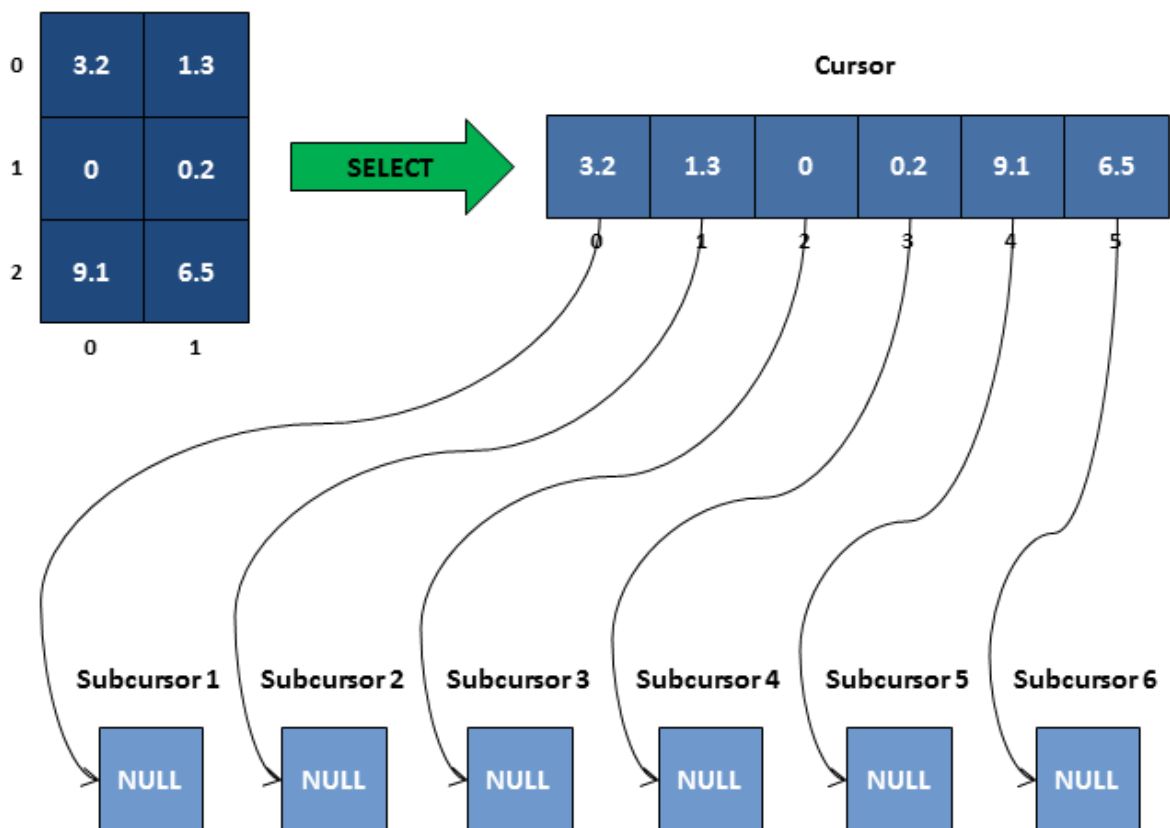 0 3.2 1.3
Cursor
1 0 0.2
SELECT
3.2 1.3 0 0.2 9.1 6.5
0 1 2 3 4 5
2 9.1 6.5
0 1
Subcursor 1 Subcursor 2 Subcursor 3 Subcursor 4 Subcursor 5 Subcursor 6
NULL NULL NULL NULL NULL NULL